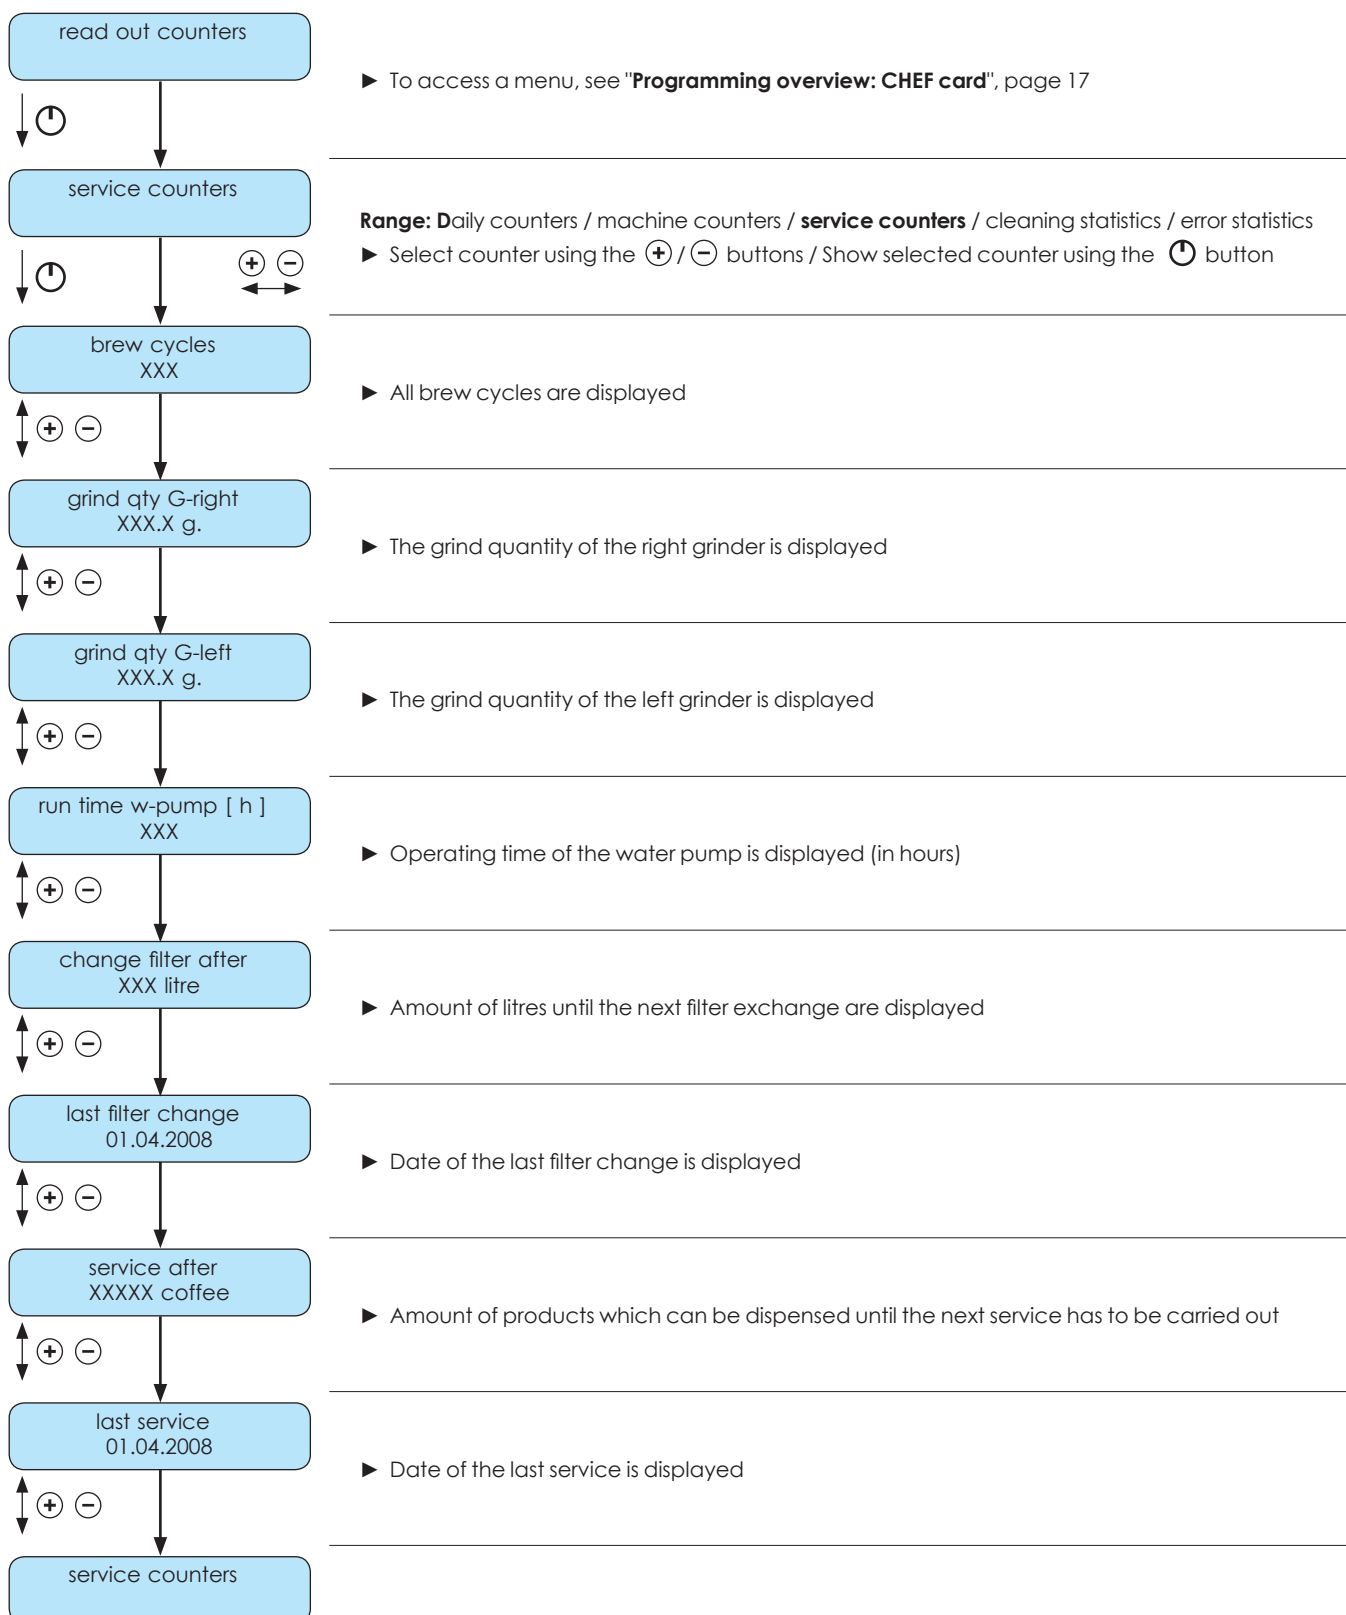 read out counters
► To access a menu, see "Programming overview: CHEF card", page 17
service counters
Range: Daily counters / machine counters / service counters / cleaning statistics / error statistics
► Select counter using the + / − buttons / Show selected counter using the button
+ −
brew cycles
XXX
► All brew cycles are displayed
+ −
grind qty G-right
XXX.X g.
► The grind quantity of the right grinder is displayed
+ −
grind qty G-left
XXX.X g.
► The grind quantity of the left grinder is displayed
+ −
run time w-pump [ h ]
XXX
► Operating time of the water pump is displayed (in hours)
+ −
change filter after
XXX litre
► Amount of litres until the next filter exchange are displayed
+ −
last filter change
01.04.2008
► Date of the last filter change is displayed
+ −
service after
XXXXX coffee
► Amount of products which can be dispensed until the next service has to be carried out
+ −
last service
01.04.2008
► Date of the last service is displayed
+ −
service counters